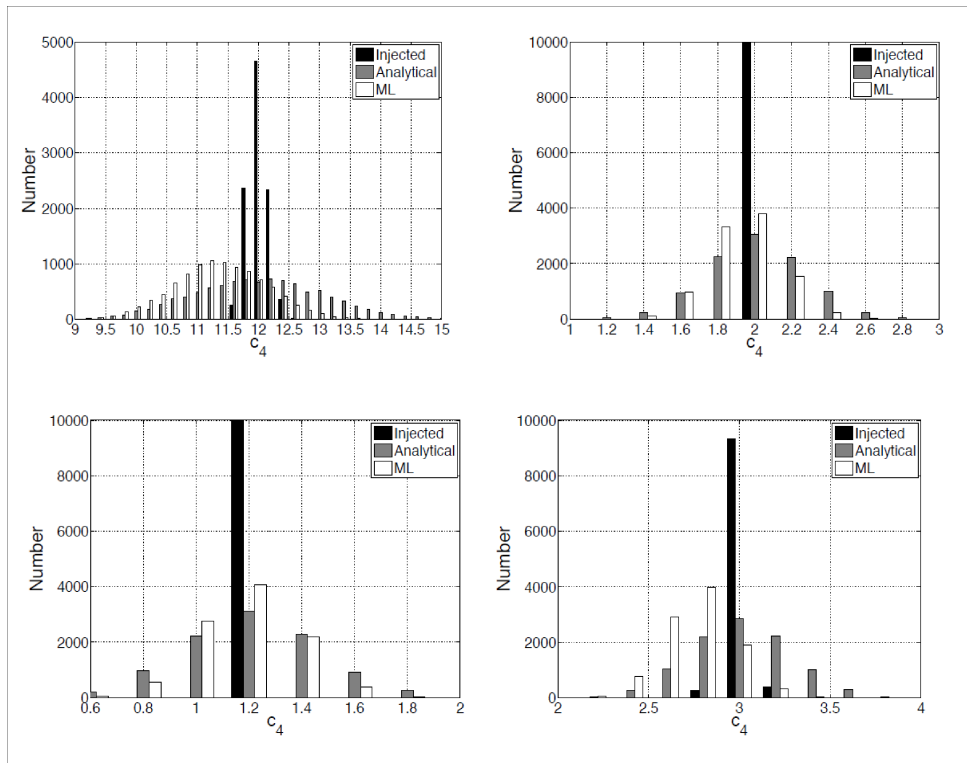 5000
4000
3000
2000
1000
0
Number
9 9.5 10 10.5 11 11.5 12 12.5 13 13.5 14 14.5 15
c4
Injected
Analytical
ML
10000
8000
6000
4000
2000
0
Number
1 1.2 1.4 1.6 1.8 2 2.2 2.4 2.6 2.8 3
c4
Injected
Analytical
ML
10000
8000
6000
4000
2000
0
Number
0.6 0.8 1 1.2 1.4 1.6 1.8 2
c4
Injected
Analytical
ML
10000
8000
6000
4000
2000
0
Number
2 2.5 3 3.5 4
c4
Injected
Analytical
ML